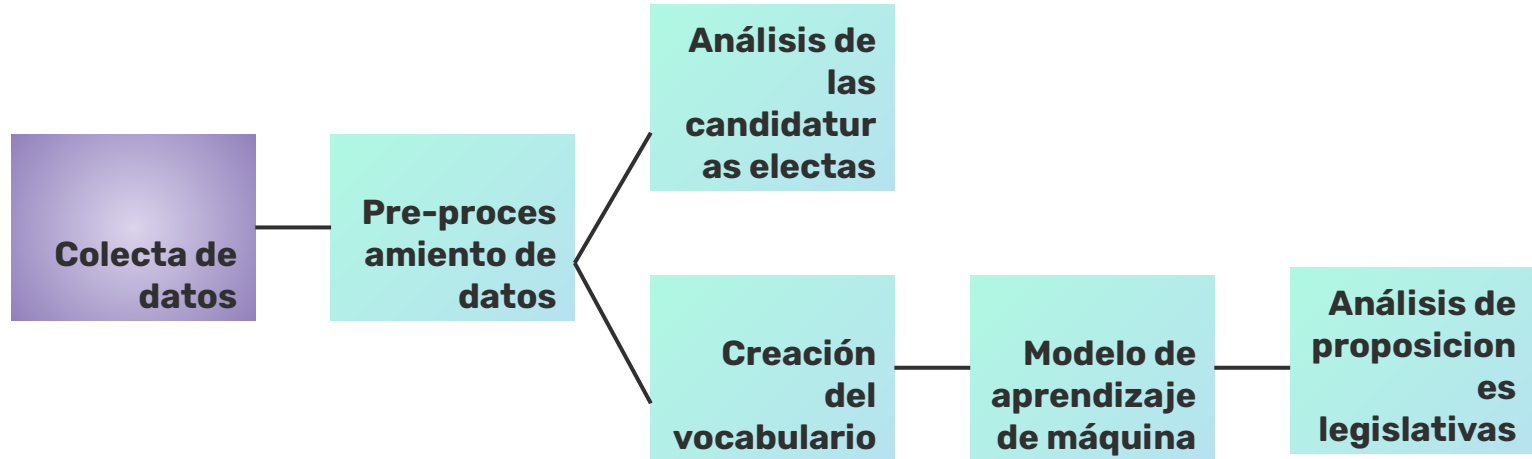 Colecta de
datos
Pre-proces
amiento de
datos
Análisis de
las
candidatur
as electas
Creación
del
vocabulario
Modelo de
aprendizaje
de máquina
Análisis de
proposicion
es
legislativas